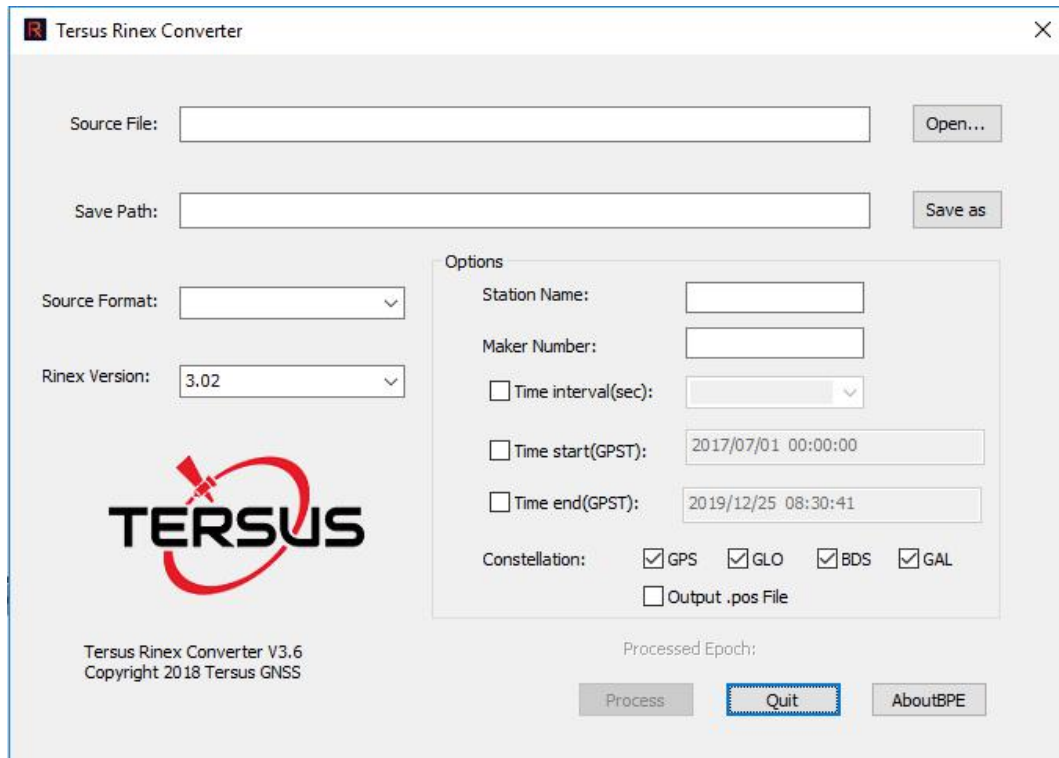 Tersus Rinex Converter
Source File:
Open...
Save Path:
Save as
Options
Source Format:
Station Name:
Maker Number:
Rinex Version:
3.02
Time interval(sec):
Time start(GPST):
2017/07/01 00:00:00
Time end(GPST):
2019/12/25 08:30:41
Constellation:
GPS
GLO
BDS
GAL
Output .pos File
TERSUS
Tersus Rinex Converter V3.6
Copyright 2018 Tersus GNSS
Processed Epoch:
Process
Quit
AboutBPE